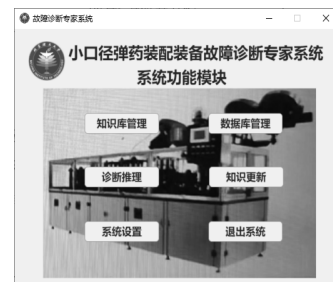 故障诊断专家系统
小口径弹药装配装备故障诊断专家系统
系统功能模块
知识库管理
数据库管理
诊断推理
知识更新
系统设置
退出系统